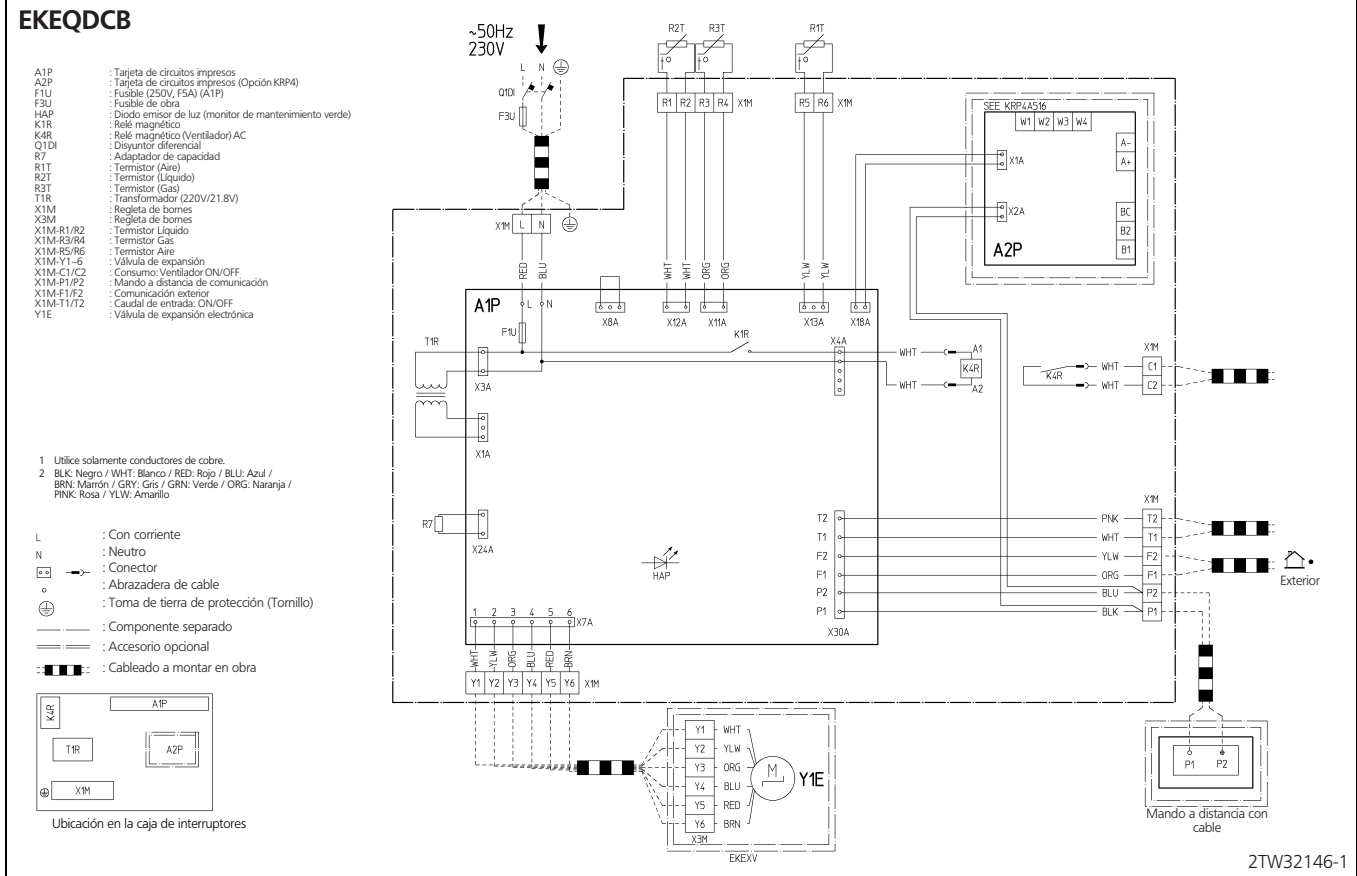 EKEQDCB
A1P : Tarjeta de circuitos impresos
A2P : Tarjeta de circuitos impresos (Opción KRP4)
F1U : Fusible (250V, F5A) (A1P)
F3U : Fusible de obra
HAP : Diodo emisor de luz (monitor de mantenimiento verde)
K1R : Relé magnético
K4R : Relé magnético (Ventilador) AC
Q1DI : Disyuntor diferencial
R7 : Adaptador de capacidad
R1T : Termistor (Aire)
R2T : Termistor (Líquido)
R3T : Termistor (Gas)
T1R : Transformador (220V/21.8V)
X1M : Regleta de bornes
X3M : Regleta de bornes
X1M-R1/R2 : Termistor Líquido
X1M-R3/R4 : Termistor Gas
X1M-R5/R6 : Termistor Aire
X1M-Y1~6 : Válvula de expansión
X1M-C1/C2 : Consumo: Ventilador ON/OFF
X1M-P1/P2 : Mando a distancia de comunicación
X1M-F1/F2 : Comunicación exterior
X1M-T1/T2 : Caudal de entrada: ON/OFF
Y1E : Válvula de expansión electrónica
1 Utilice solamente conductores de cobre.
2 BLK: Negro / WHT: Blanco / RED: Rojo / BLU: Azul /
BRN: Marrón / GRY: Gris / GRN: Verde / ORG: Naranja /
PINK: Rosa / YLW: Amarillo
L : Con corriente
N : Neutro
: Conector
: Abrazadera de cable
: Toma de tierra de protección (Tornillo)
: Componente separado
: Accesorio opcional
: Cableado a montar en obra
K4R
A1P
T1R
A2P
X1M
Ubicación en la caja de interruptores
~50Hz
230V
L N
Q1DI
F3U
X1M L N
RED BLU
R2T R3T R1T
R1 R2 R3 R4 X1M
R5 R6 X1M
WHT WHT ORG ORG
YLW YLW
A1P
L N
X8A X12A X11A X13A X18A
F1U
T1R
K1R
X4A
X3A
X1A
WHT A1
K4R
WHT A2
R7
X24A
HAP
1 2 3 4 5 6 X7A
WHT YLW ORG BLU RED BRN
Y1 Y2 Y3 Y4 Y5 Y6 X1M
SEE KRP4A516
W1 W2 W3 W4
A-
A+
X1A
X2A
BC
B2
B1
A2P
X1M
K4R
WHT C1
WHT C2
X1M
T2 PNK T2
T1 WHT T1
F2 YLW F2
F1 ORG F1
P2 BLU P2
P1 BLK P1
X30A
Exterior
Y1 WHT
Y2 YLW
Y3 ORG
Y4 BLU
Y5 RED
Y6 BRN
X3M
M
Y1E
EKEXV
P1 P2
Mando a distancia con
cable
2TW32146-1